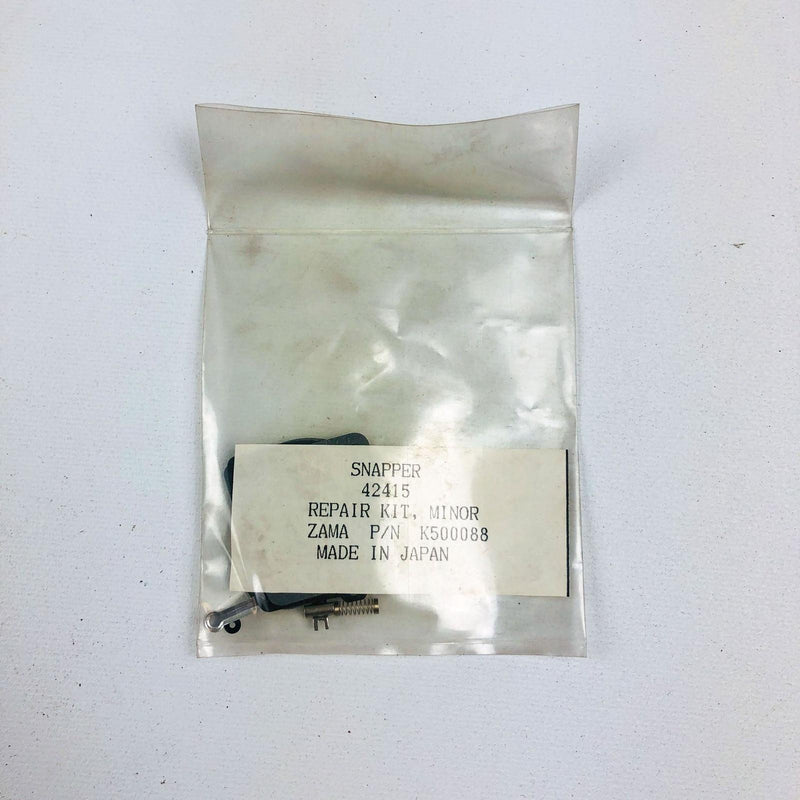 SNAPPER
42415
REPAIR KIT, MINOR
ZAMA P/N K500088
MADE IN JAPAN